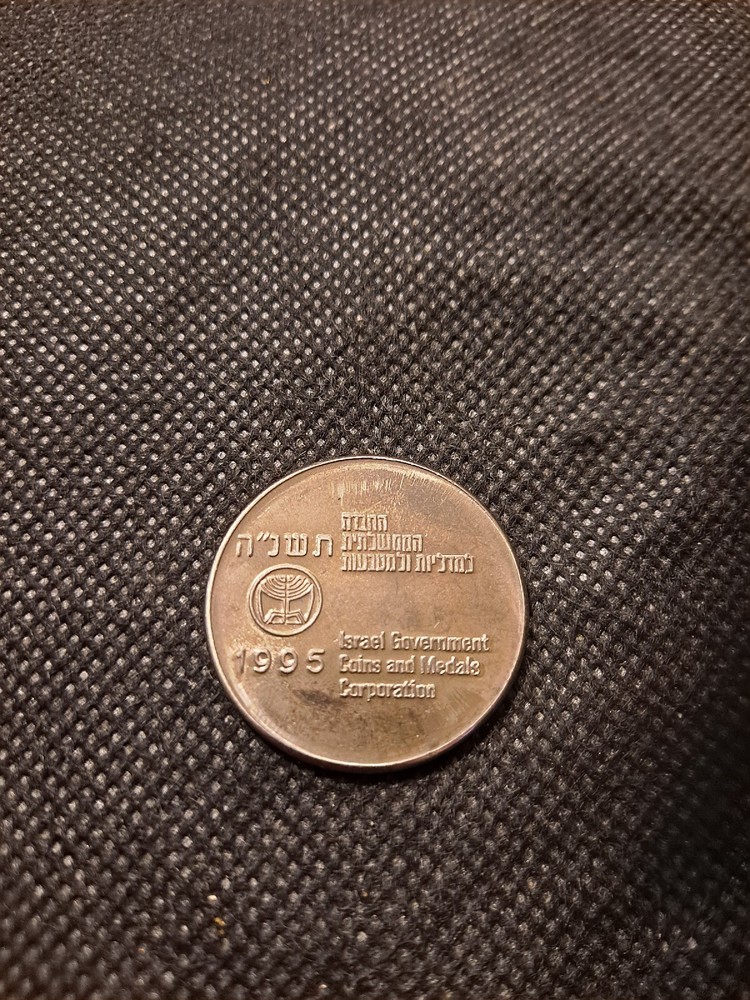 תשנ"ה
1995
החברה
הממשלתית
למדליות ולמטבעות
Israel Government
Coins and Medals
Corporation